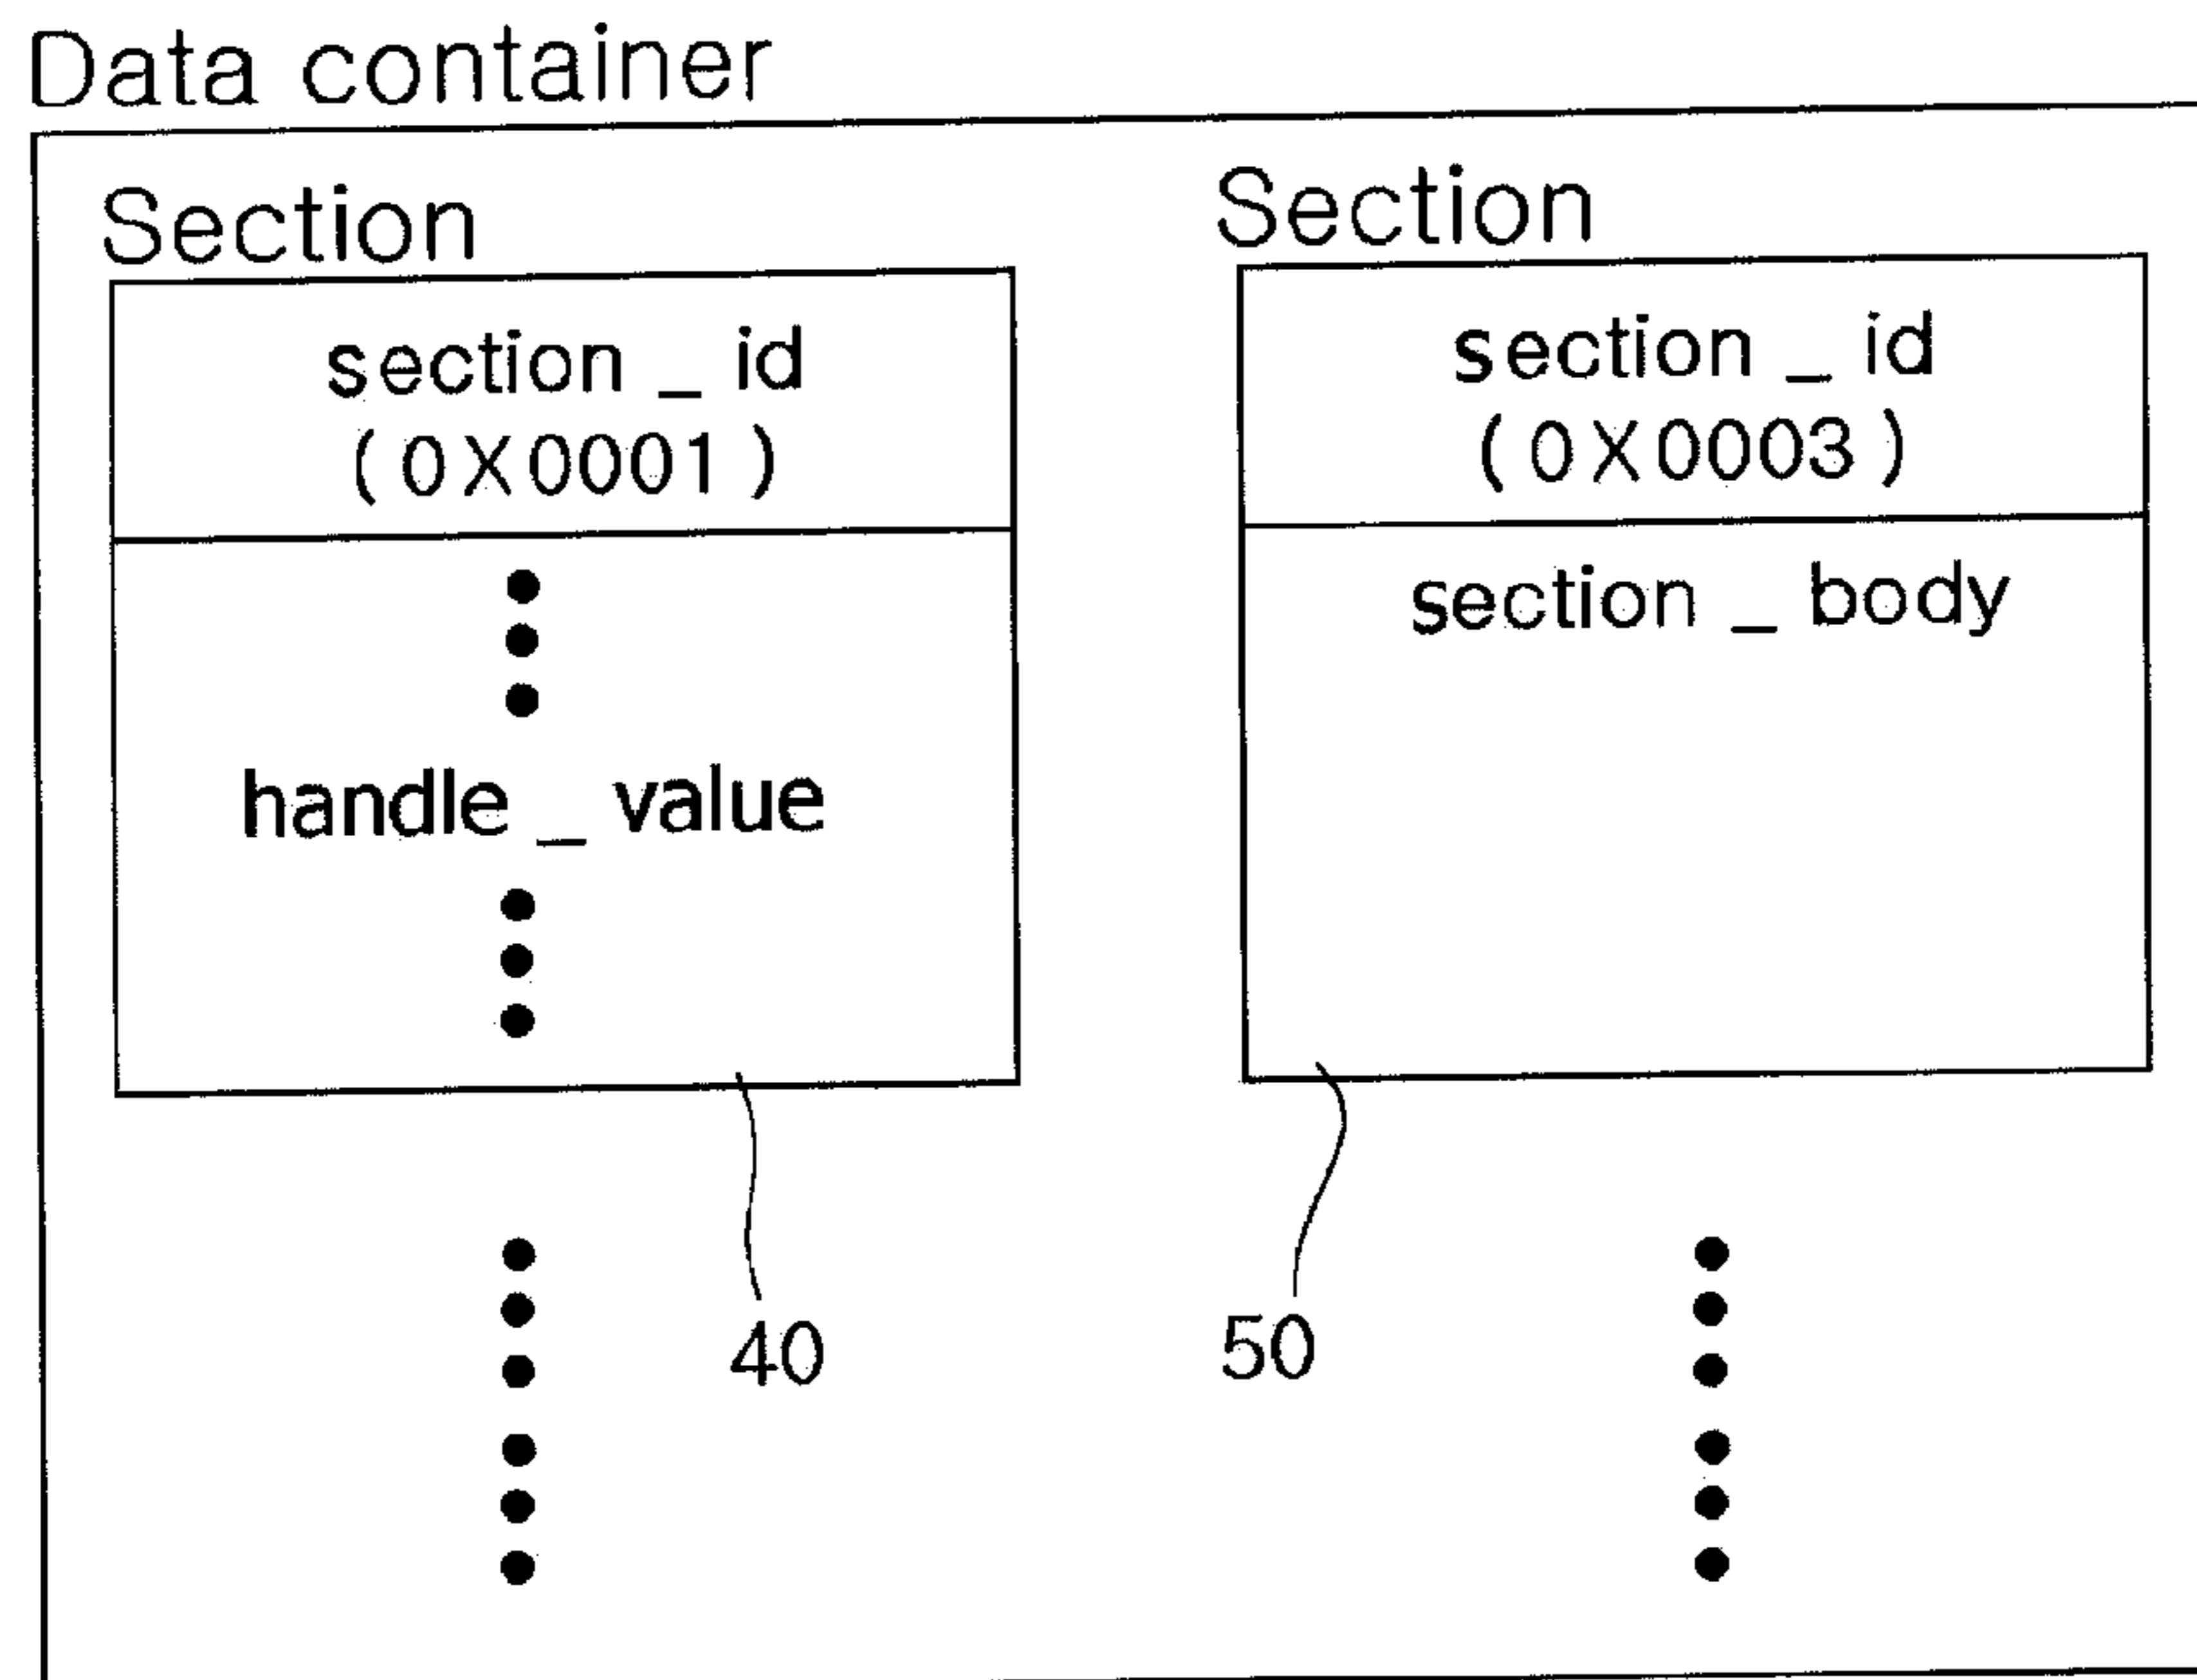 Data container
Section
section _ id
( 0X0001 )
handle _ value
40
Section
section _ id
( 0X0003 )
section _ body
50